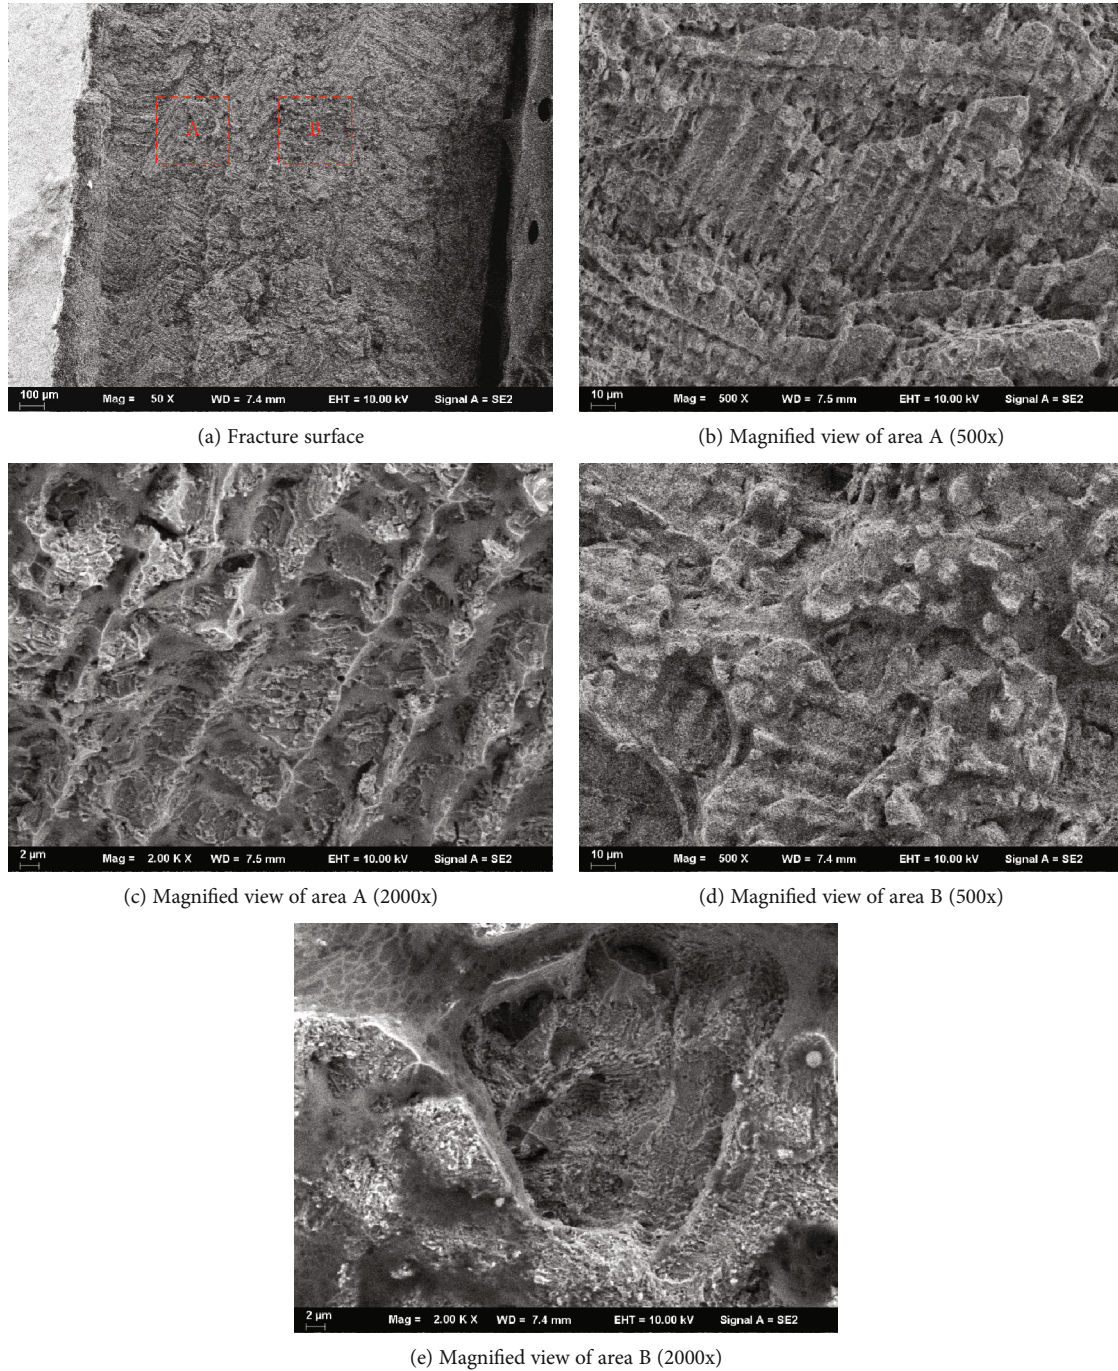 A
B
100 µm
Mag = 50 X
WD = 7.4 mm
EHT = 10.00 kV
Signal A = SE2
(a) Fracture surface
10 µm
Mag = 500 X
WD = 7.5 mm
EHT = 10.00 kV
Signal A = SE2
(b) Magnified view of area A (500x)
2 µm
Mag = 2.00 K X
WD = 7.5 mm
EHT = 10.00 kV
Signal A = SE2
(c) Magnified view of area A (2000x)
10 µm
Mag = 500 X
WD = 7.4 mm
EHT = 10.00 kV
Signal A = SE2
(d) Magnified view of area B (500x)
2 µm
Mag = 2.00 K X
WD = 7.4 mm
EHT = 10.00 kV
Signal A = SE2
(e) Magnified view of area B (2000x)